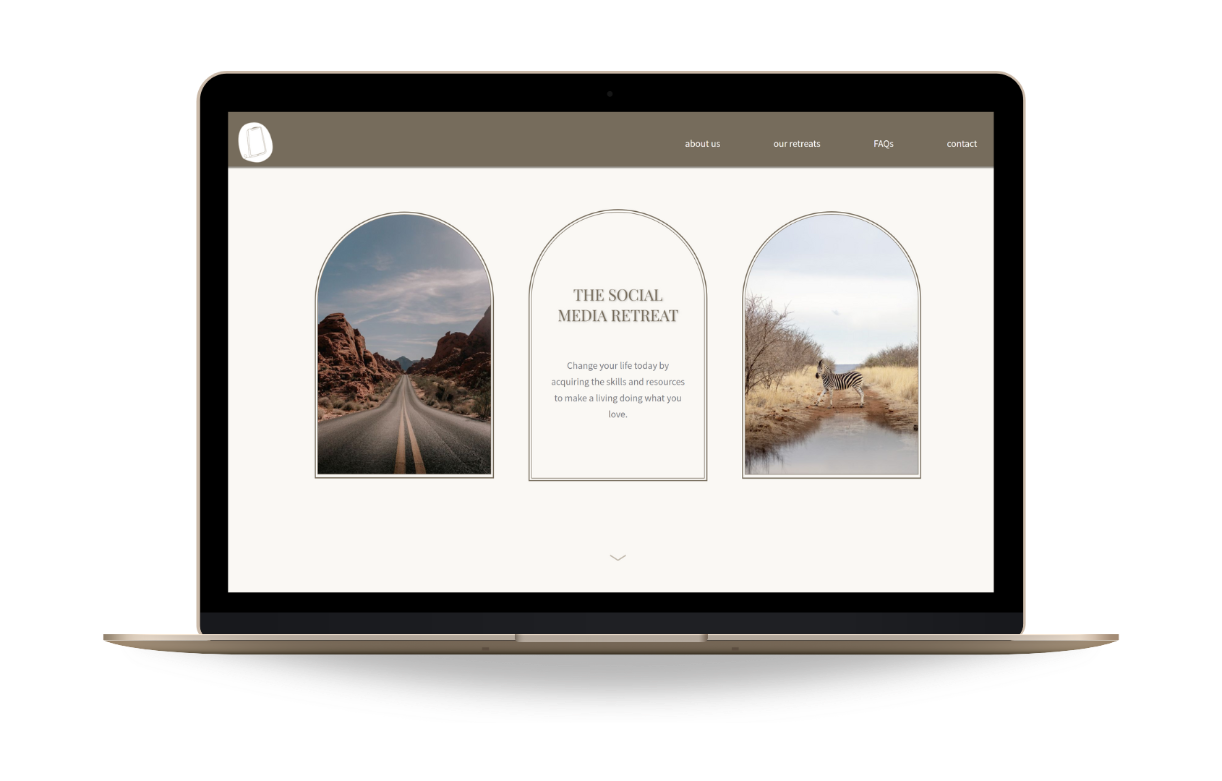 about us
our retreats
FAQs
contact
THE SOCIAL
MEDIA RETREAT
Change your life today by
acquiring the skills and resources
to make a living doing what you
love.